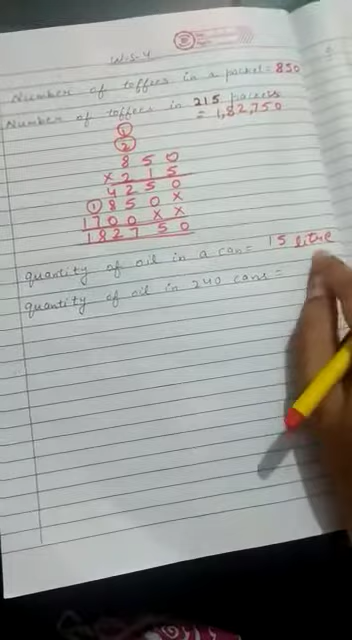 W.S-4
Number of toffees in a packet = 850
Number of toffees in 215 packets
= 1,82,750
1
2
8 5 0
× 2 1 5
4 2 5 0
1 8 5 0 ×
1 7 0 0 × ×
1 8 2 7 5 0
quantity of oil in a can = 15 litre
quantity of oil in 240 cans =